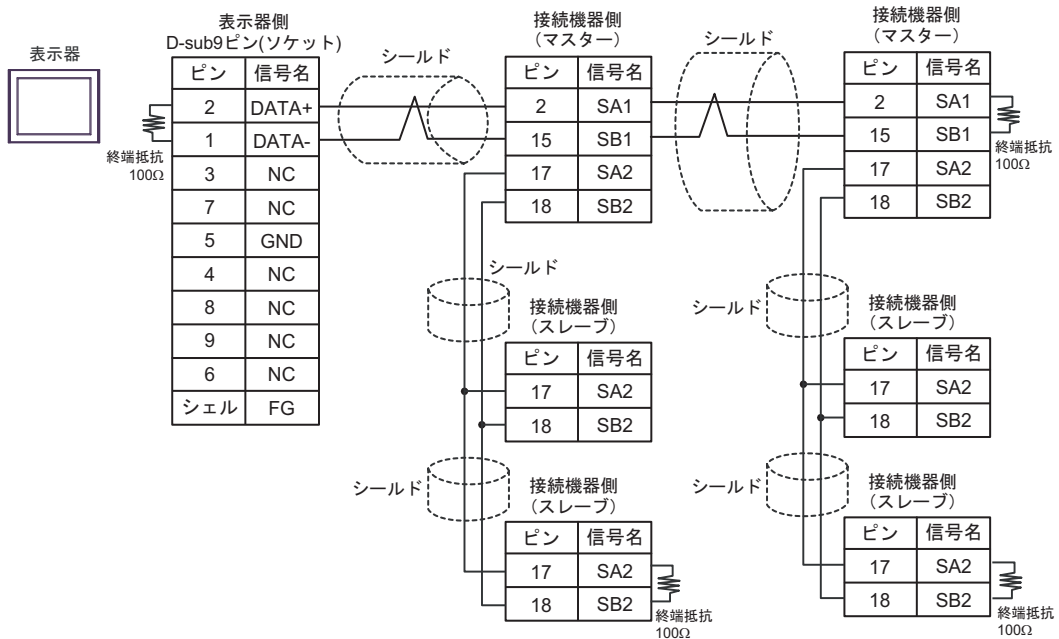 表示器
表示器側
D-sub9ピン(ソケット)
ピン 信号名
2 DATA+
1 DATA-
3 NC
7 NC
5 GND
4 NC
8 NC
9 NC
6 NC
シェル FG
終端抵抗
100Ω
シールド
接続機器側
（マスター）
ピン 信号名
2 SA1
15 SB1
17 SA2
18 SB2
シールド
接続機器側
（マスター）
ピン 信号名
2 SA1
15 SB1
17 SA2
18 SB2
終端抵抗
100Ω
シールド
接続機器側
（スレーブ）
ピン 信号名
17 SA2
18 SB2
シールド
接続機器側
（スレーブ）
ピン 信号名
17 SA2
18 SB2
終端抵抗
100Ω
シールド
接続機器側
（スレーブ）
ピン 信号名
17 SA2
18 SB2
シールド
接続機器側
（スレーブ）
ピン 信号名
17 SA2
18 SB2
終端抵抗
100Ω